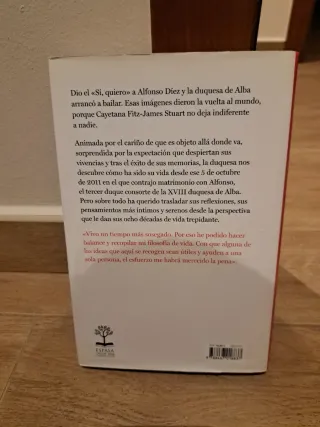 Dio el «Sí, quiero» a Alfonso Díez y la duquesa de Alba
arrancó a bailar. Esas imágenes dieron la vuelta al mundo,
porque Cayetana Fitz-James Stuart no deja indiferente
a nadie.
Animada por el cariño de que es objeto allá donde va,
sorprendida por la expectación que despiertan sus
vivencias y tras el éxito de sus memorias, la duquesa nos
descubre cómo ha sido su vida desde ese 5 de octubre
de 2011 en el que contrajo matrimonio con Alfonso,
el tercer duque consorte de la XVIII duquesa de Alba.
Pero sobre todo ha querido trasladar sus reflexiones, sus
pensamientos más íntimos y serenos desde la perspectiva
que le dan sus ocho décadas de vida trepidante.
«Vivo un tiempo más sosegado. Por eso he podido hacer
balance y recopilar mi filosofía de vida. Con que alguna de
las ideas que aquí se recogen sean útiles y ayuden a una
sola persona, el esfuerzo me habrá merecido la pena»